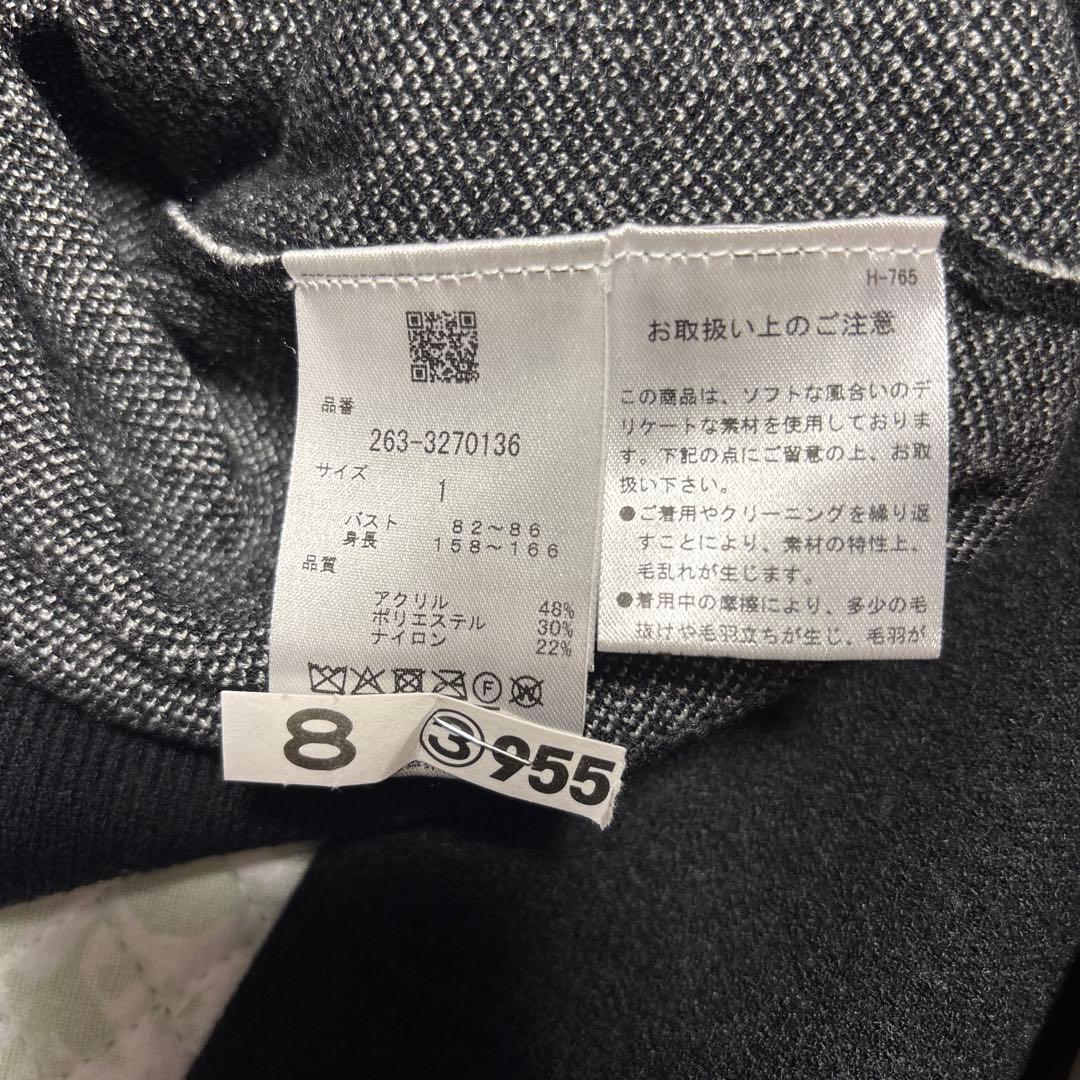 品番
263-3270136
サイズ
1
バスト 82～86
身長 158～166
品質
アクリル 48%
ポリエステル 30%
ナイロン 22%
F
W
8 ③955
H-765
お取扱い上のご注意
この商品は、ソフトな風合いのデ
リケートな素材を使用しておりま
す。下記の点にご留意の上、お取
扱い下さい。
●ご着用やクリーニングを繰り返
すことにより、素材の特性上、
毛乱れが生じます。
●着用中の摩擦により、多少の毛
抜けや毛羽立ちが生じ、毛羽が